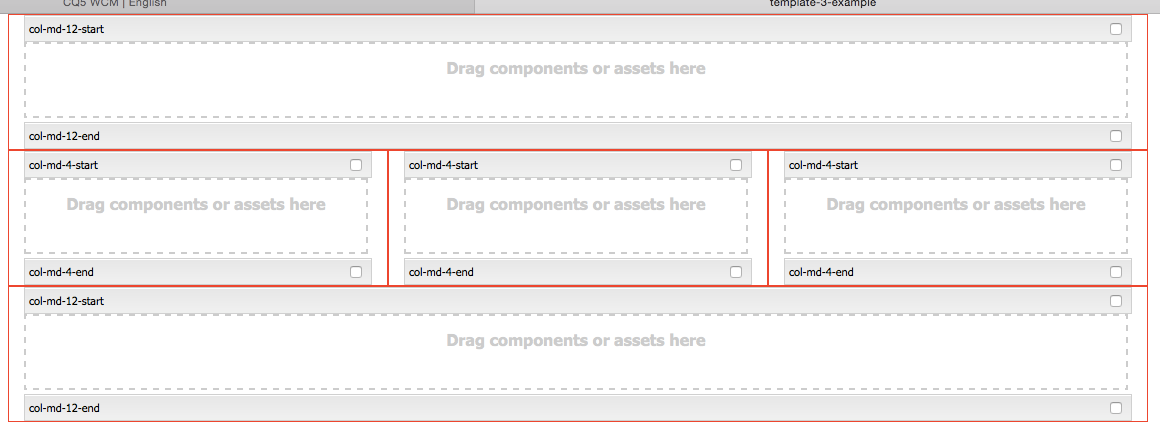 CQ5 WCM | English
template-3-example
col-md-12-start
Drag components or assets here
col-md-12-end
col-md-4-start
Drag components or assets here
col-md-4-end
col-md-4-start
Drag components or assets here
col-md-4-end
col-md-4-start
Drag components or assets here
col-md-4-end
col-md-12-start
Drag components or assets here
col-md-12-end